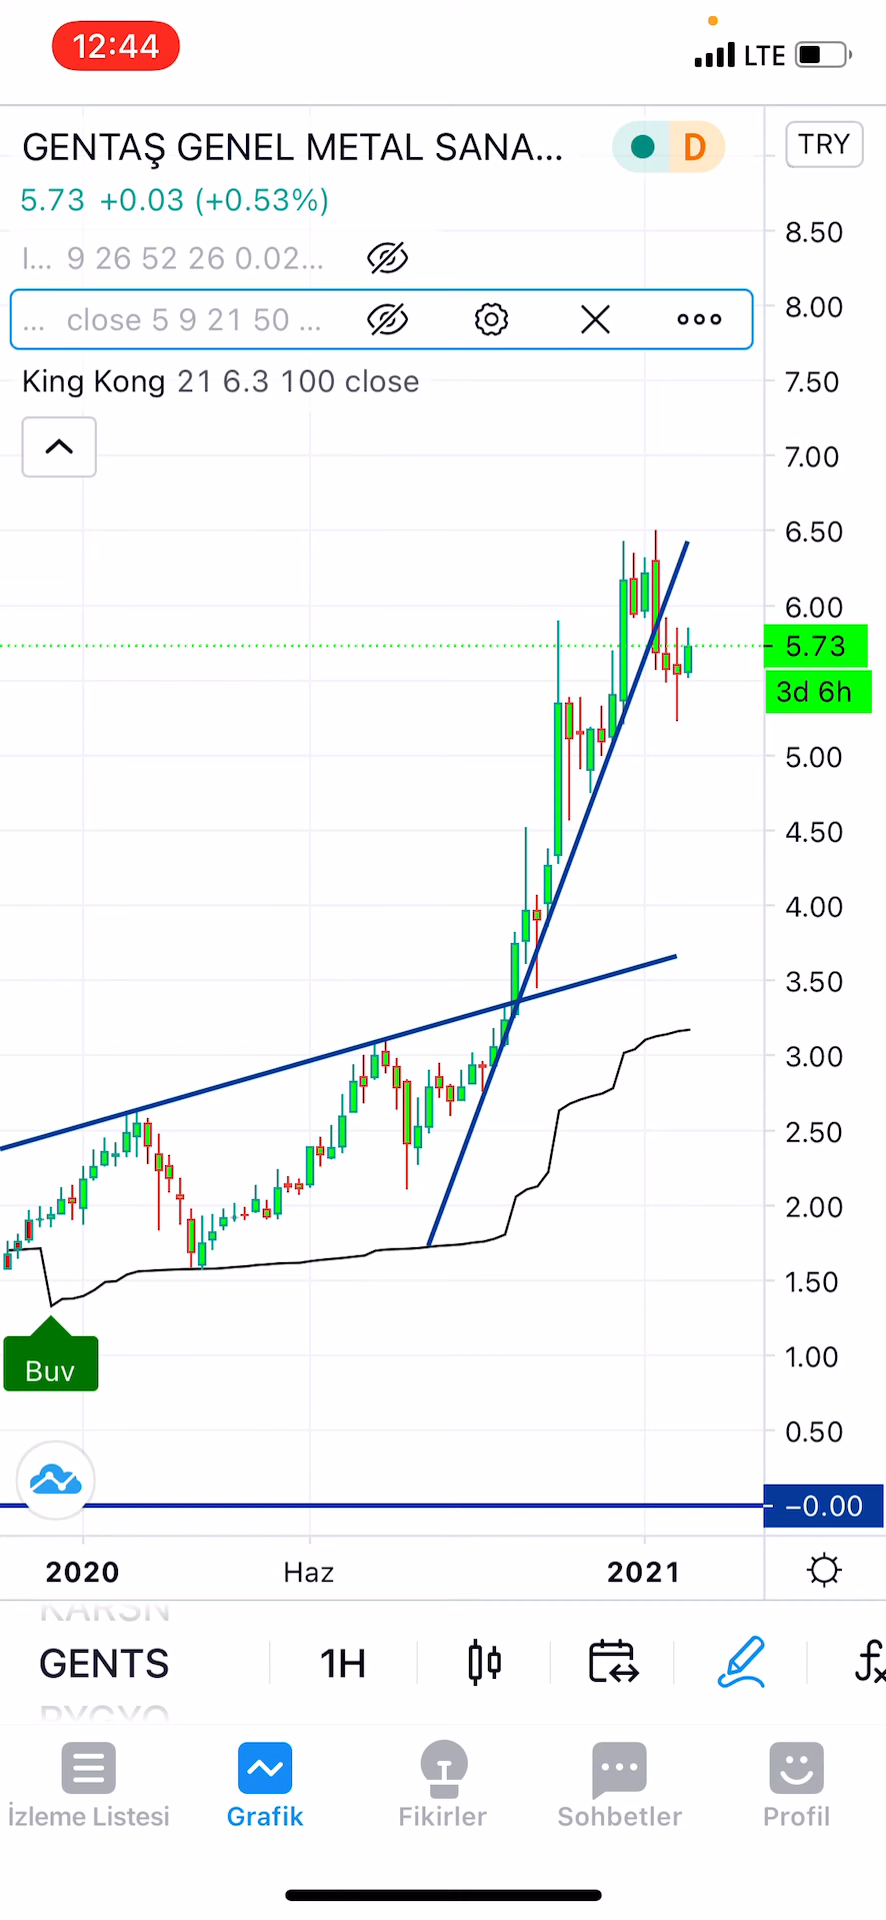 12:44
LTE
GENTAŞ GENEL METAL SANA...
D
TRY
5.73 +0.03 (+0.53%)
I... 9 26 52 26 0.02...
... close 5 9 21 50 ...
King Kong 21 6.3 100 close
8.50
8.00
7.50
7.00
6.50
6.00
5.73
3d 6h
5.00
4.50
4.00
3.50
3.00
2.50
2.00
1.50
1.00
0.50
−0.00
Buy
2020 Haz 2021
KARSN
GENTS 1H
İzleme Listesi Grafik Fikirler Sohbetler Profil